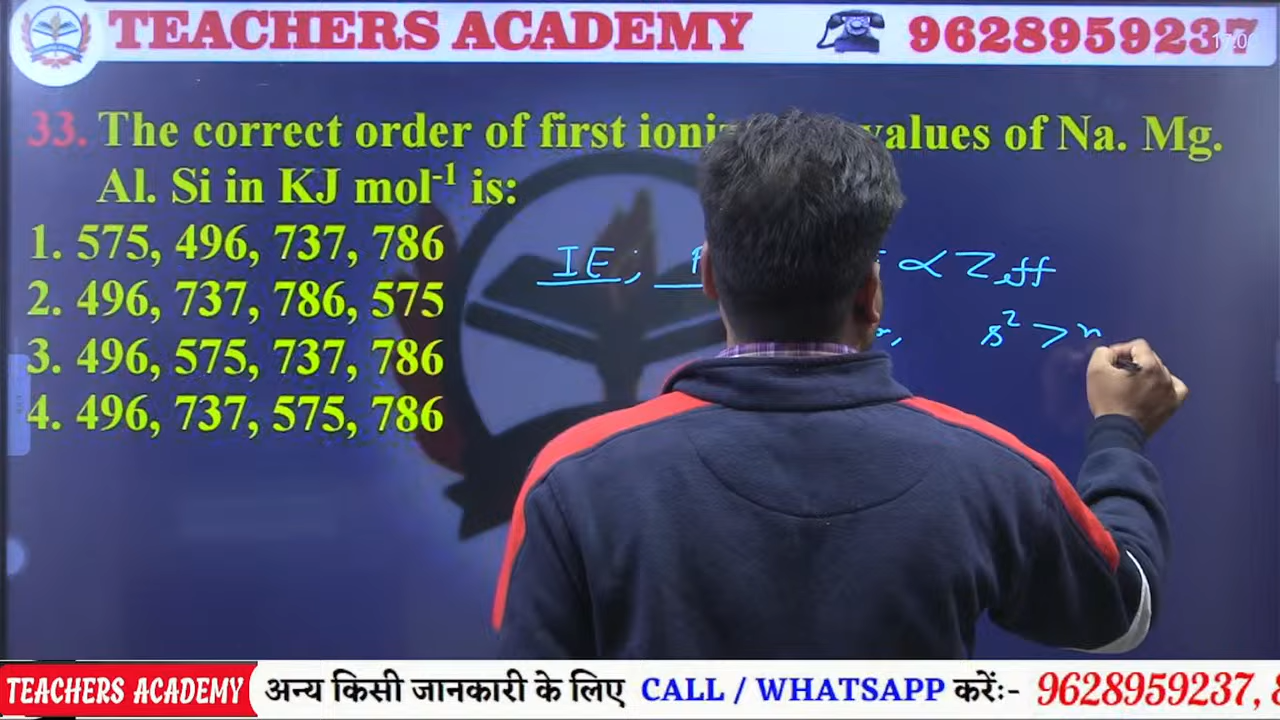 TEACHERS ACADEMY
9628959237
33. The correct order of first values of Na. Mg.
Al. Si in KJ mol-1 is:
1. 575, 496, 737, 786
2. 496, 737, 786, 575
3. 496, 575, 737, 786
4. 496, 737, 575, 786
IE; ∝ Zeff
s² >
TEACHERS ACADEMY
अन्य किसी जानकारी के लिए CALL / WHATSAPP करेंः- 9628959237,